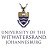 UNIVERSITY OF THE
WITWATERSRAND,
JOHANNESBURG